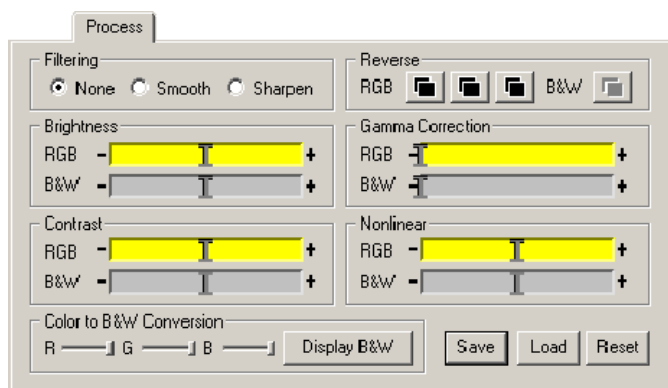 Process
Filtering
None Smooth Sharpen
Reverse
RGB B&W
Brightness
RGB - +
B&W - +
Gamma Correction
RGB - +
B&W - +
Contrast
RGB - +
B&W - +
Nonlinear
RGB - +
B&W - +
Color to B&W Conversion
R G B Display B&W
Save Load Reset